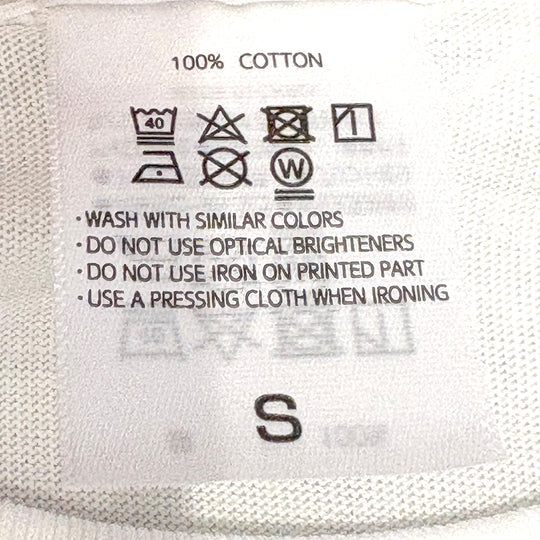 100% COTTON
40
W
· WASH WITH SIMILAR COLORS
· DO NOT USE OPTICAL BRIGHTENERS
· DO NOT USE IRON ON PRINTED PART
· USE A PRESSING CLOTH WHEN IRONING
S